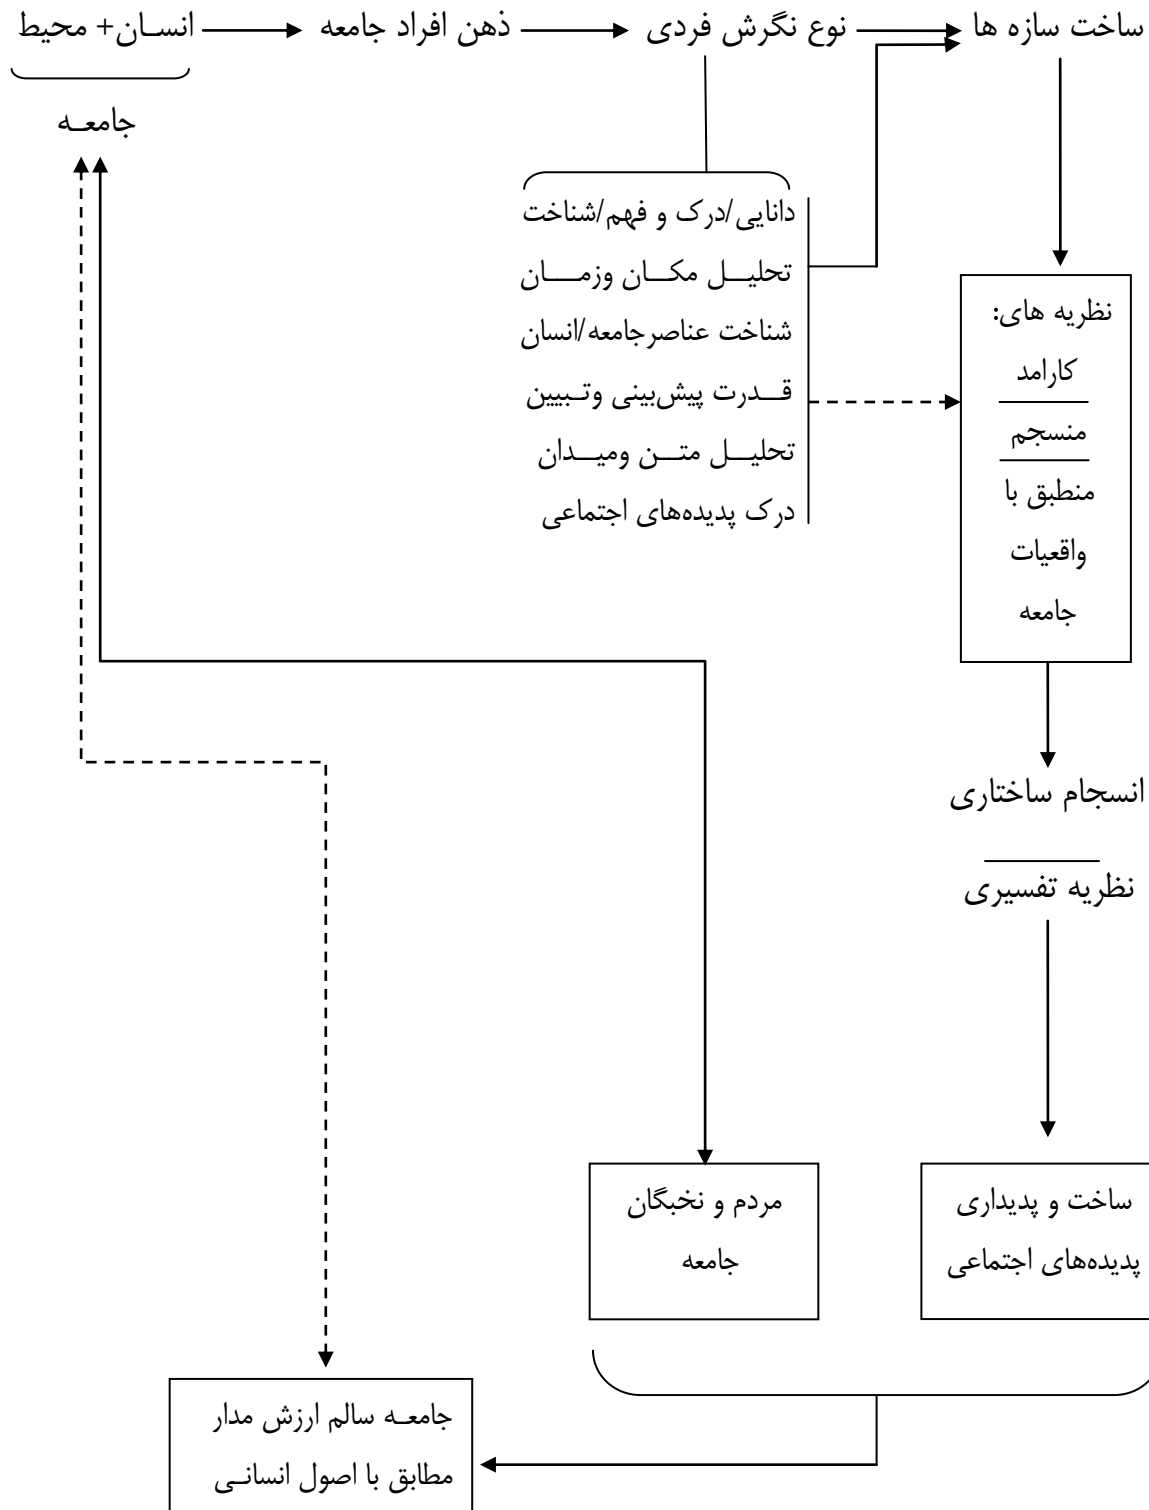 انسان+ محیط
ذهن افراد جامعه
نوع نگرش فردی
ساخت سازه ها
جامعه
دانایی/درک و فهم/شناخت
تحلیل مکان وزمان
شناخت عناصرجامعه/انسان
قدرت پیش‌بینی وتبیین
تحلیل متن ومیدان
درک پدیده‌های اجتماعی
نظریه های:
کارامد
منسجم
منطبق با
واقعیات
جامعه
انسجام ساختاری
نظریه تفسیری
مردم و نخبگان
جامعه
ساخت و پدیداری
پدیده‌های اجتماعی
جامعه سالم ارزش مدار
مطابق با اصول انسانی